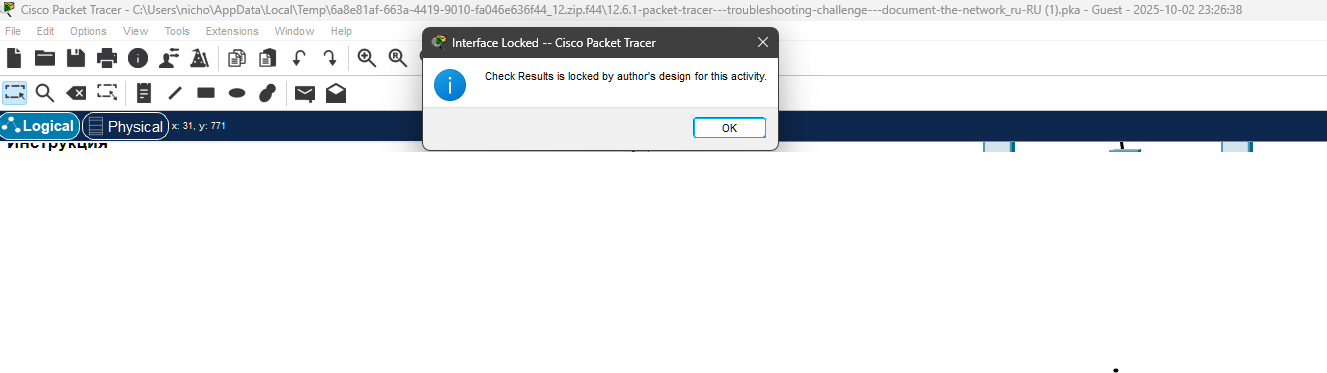 Cisco Packet Tracer - C:\Users\nicho\AppData\Local\Temp\6a8e81af-663a-4419-9010-fa046e636f44_12.zip.f44\12.6.1-packet-tracer---troubleshooting-challenge---document-the-network_ru-RU (1).pka - Guest - 2025-10-02 23:26:38
File Edit Options View Tools Extensions Window Help
Interface Locked -- Cisco Packet Tracer
Check Results is locked by author's design for this activity.
OK
Logical Physical x: 31, y: 771
Инструкция